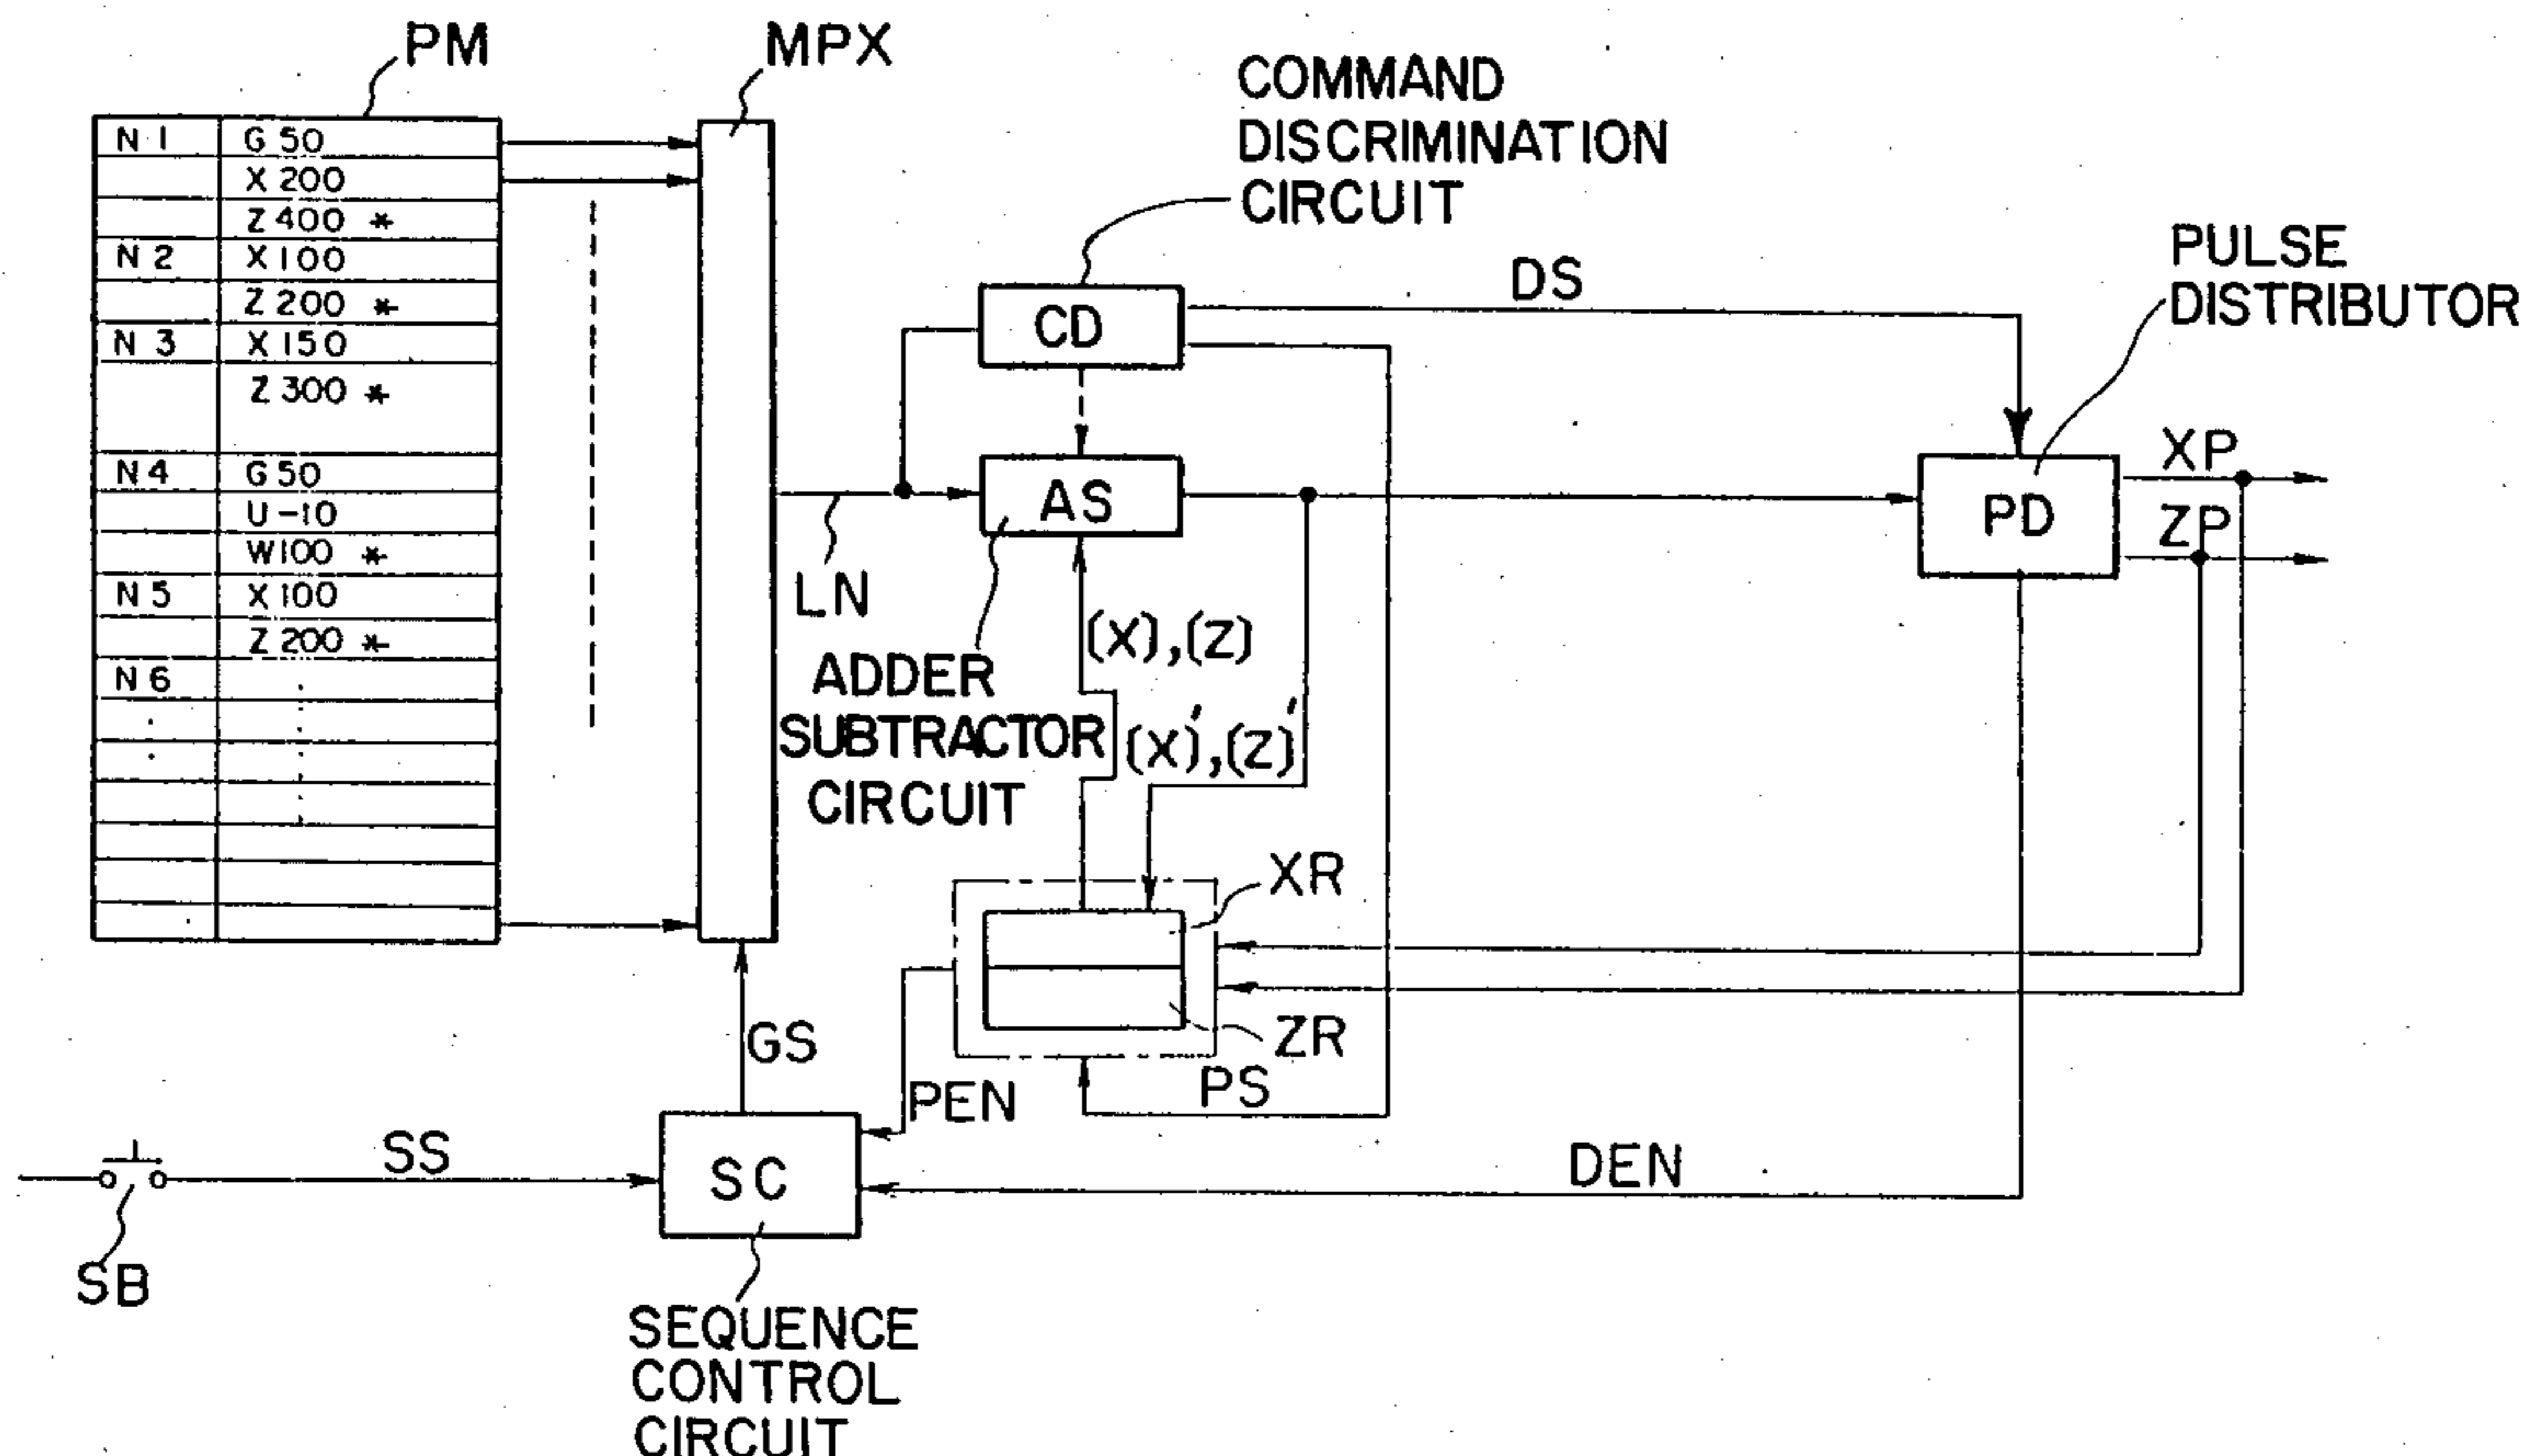 PM
MPX
COMMAND
DISCRIMINATION
CIRCUIT
PULSE
DISTRIBUTOR
N 1 G 50
X 200
Z 400 *
N 2 X 100
Z 200 *
N 3 X 150
Z 300 *
N 4 G 50
U -10
W 100 *
N 5 X 100
Z 200 *
N 6
CD
DS
AS
LN
PD
XP
ZP
ADDER
SUBTRACTOR
CIRCUIT
(X),(Z)
(X)',(Z)'
XR
ZR
GS
PEN
PS
SS
SC
DEN
SB
SEQUENCE
CONTROL
CIRCUIT